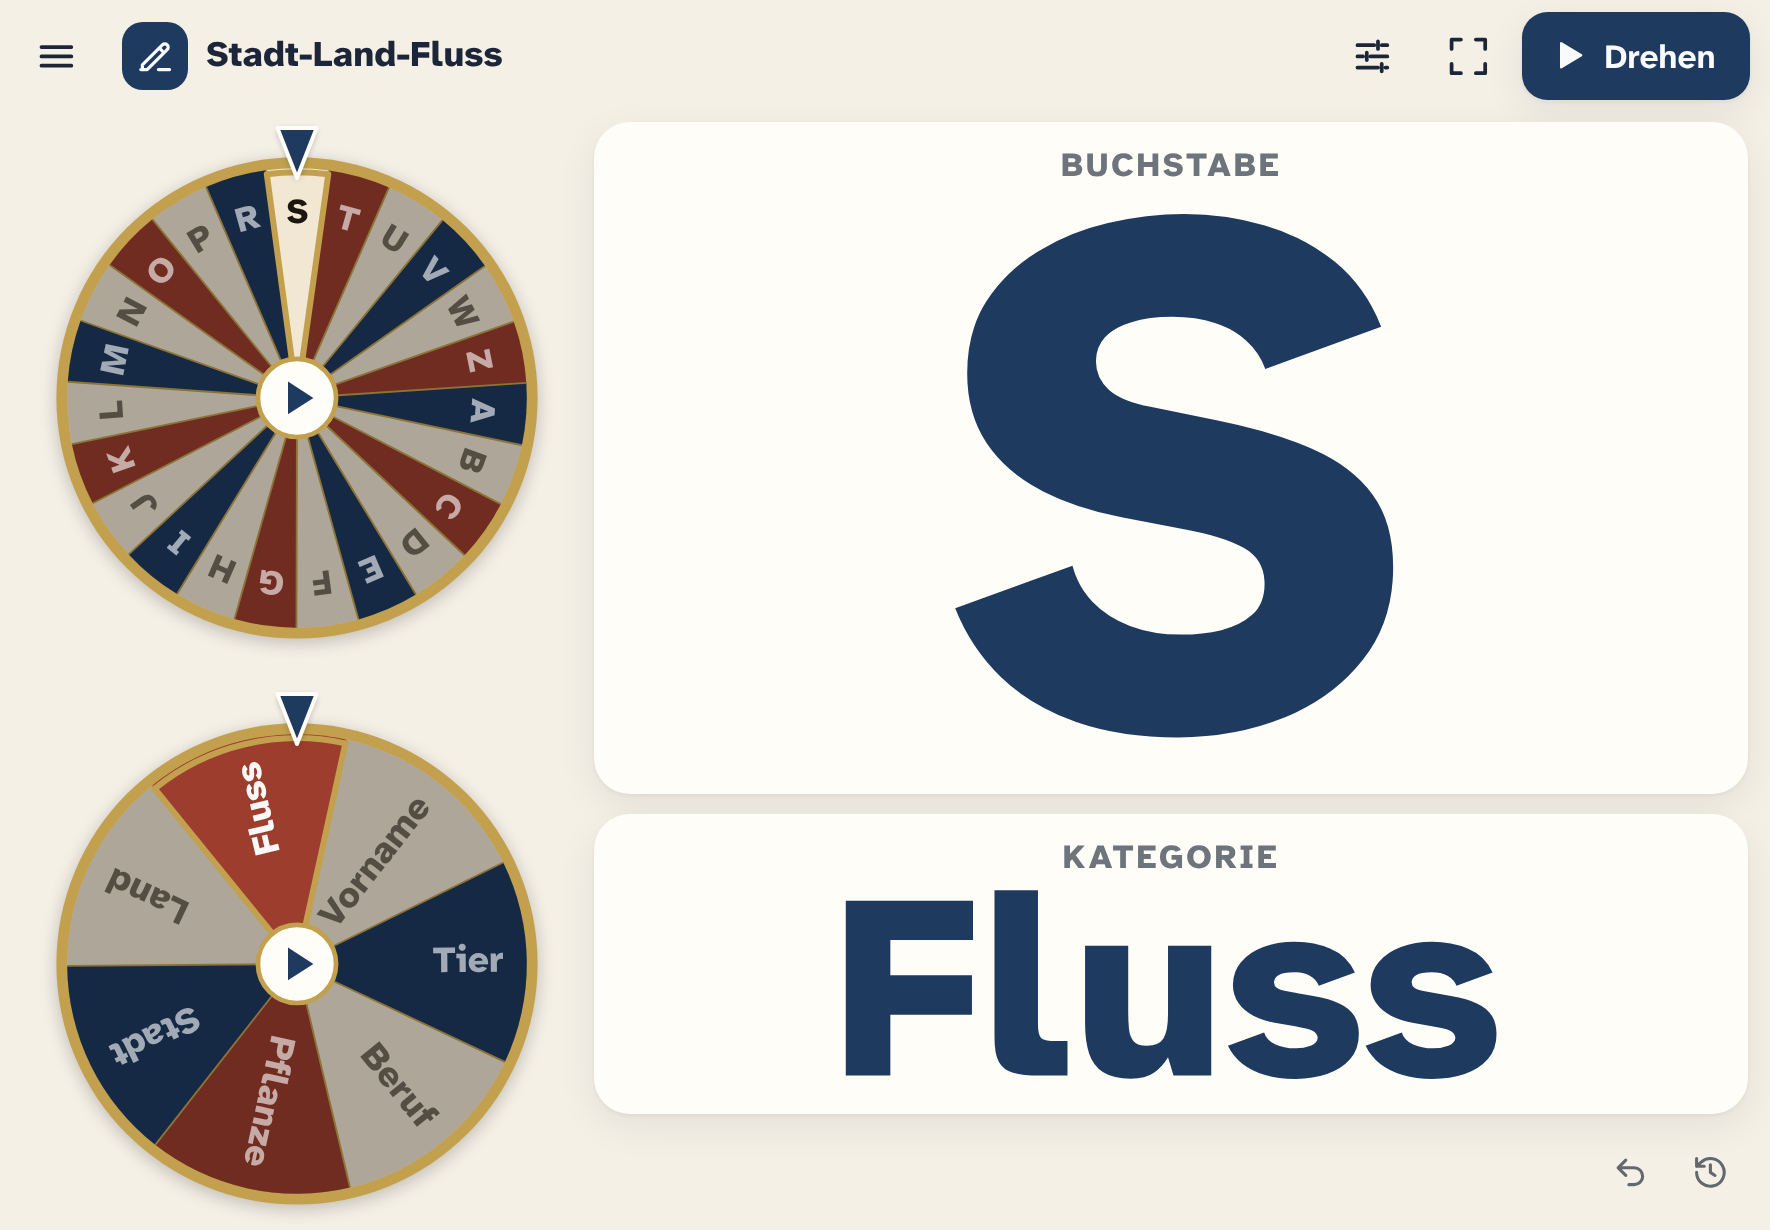 Stadt-Land-Fluss
Drehen
S
T
U
V
W
Z
A
B
C
D
E
F
G
H
I
J
K
L
M
N
O
P
R
BUCHSTABE
S
Fluss
Vorname
Tier
Beruf
Pflanze
Stadt
Land
KATEGORIE
Fluss